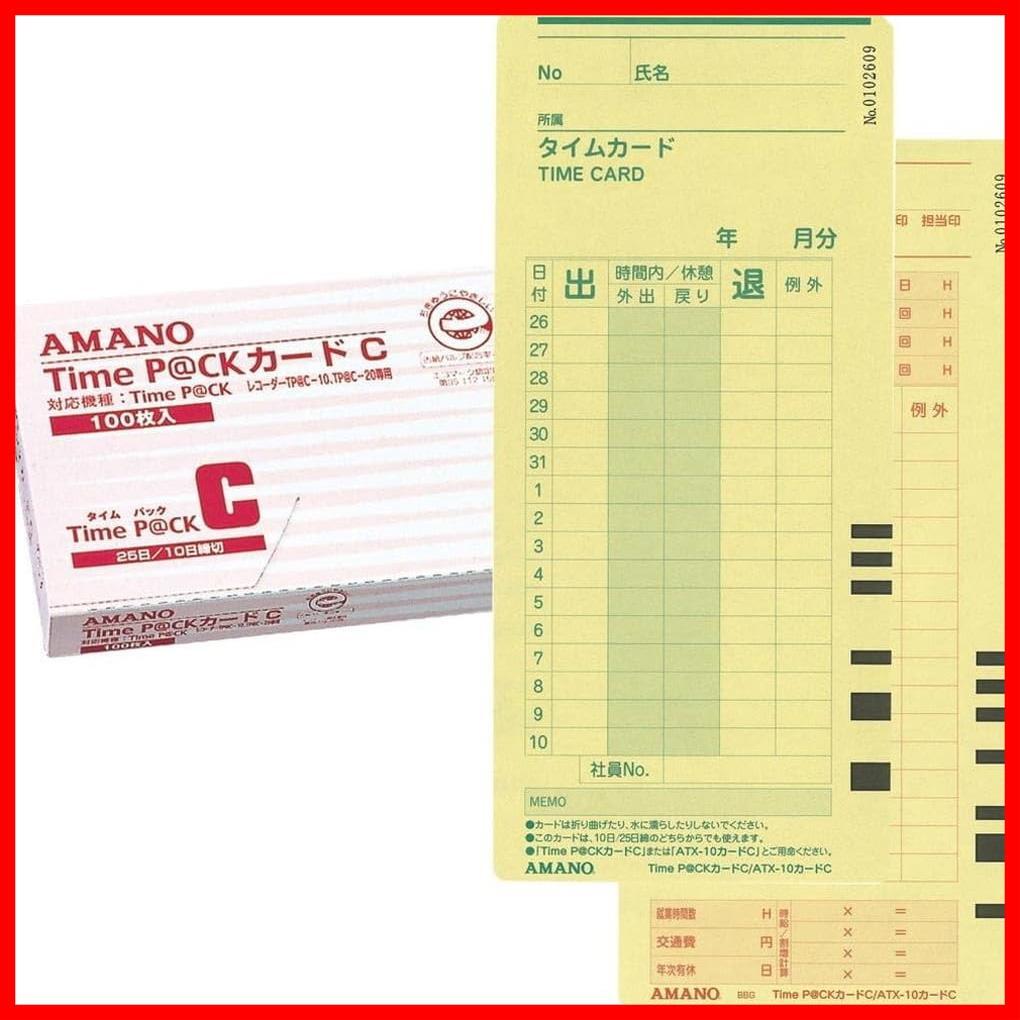 AMANO
Time P@CKカード C
対応機種：Time P@CK レコーダーTP@C-10、TP@C-20専用
100枚入
タイム パック
Time P@CK C
25日/10日締切
AMANO
Time P@CKカード C
対応機種：Time P@CK
100枚入
No 氏名
所属
タイムカード
TIME CARD
年 月分
No.0102609
日付 出 時間内/休憩 退 例外
外出 戻り
26
27
28
29
30
31
1
2
3
4
5
6
7
8
9
10
社員No.
MEMO
●カードは折り曲げたり、水に濡らしたりしないでください。
●このカードは、10日/25日締のどちらからでも使えます。
●「Time P@CKカードC」または「ATX-10カードC」とご用命ください。
AMANO Time P@CKカードC/ATX-10カードC
No.0102609
印 担当印
日 H
回 H
回 H
回 H
例外
就業時間数 H
交通費 円
年次有休 日
時給/割増計算
× =
× =
× =
× =
AMANO BBG Time P@CKカードC/ATX-10カードC